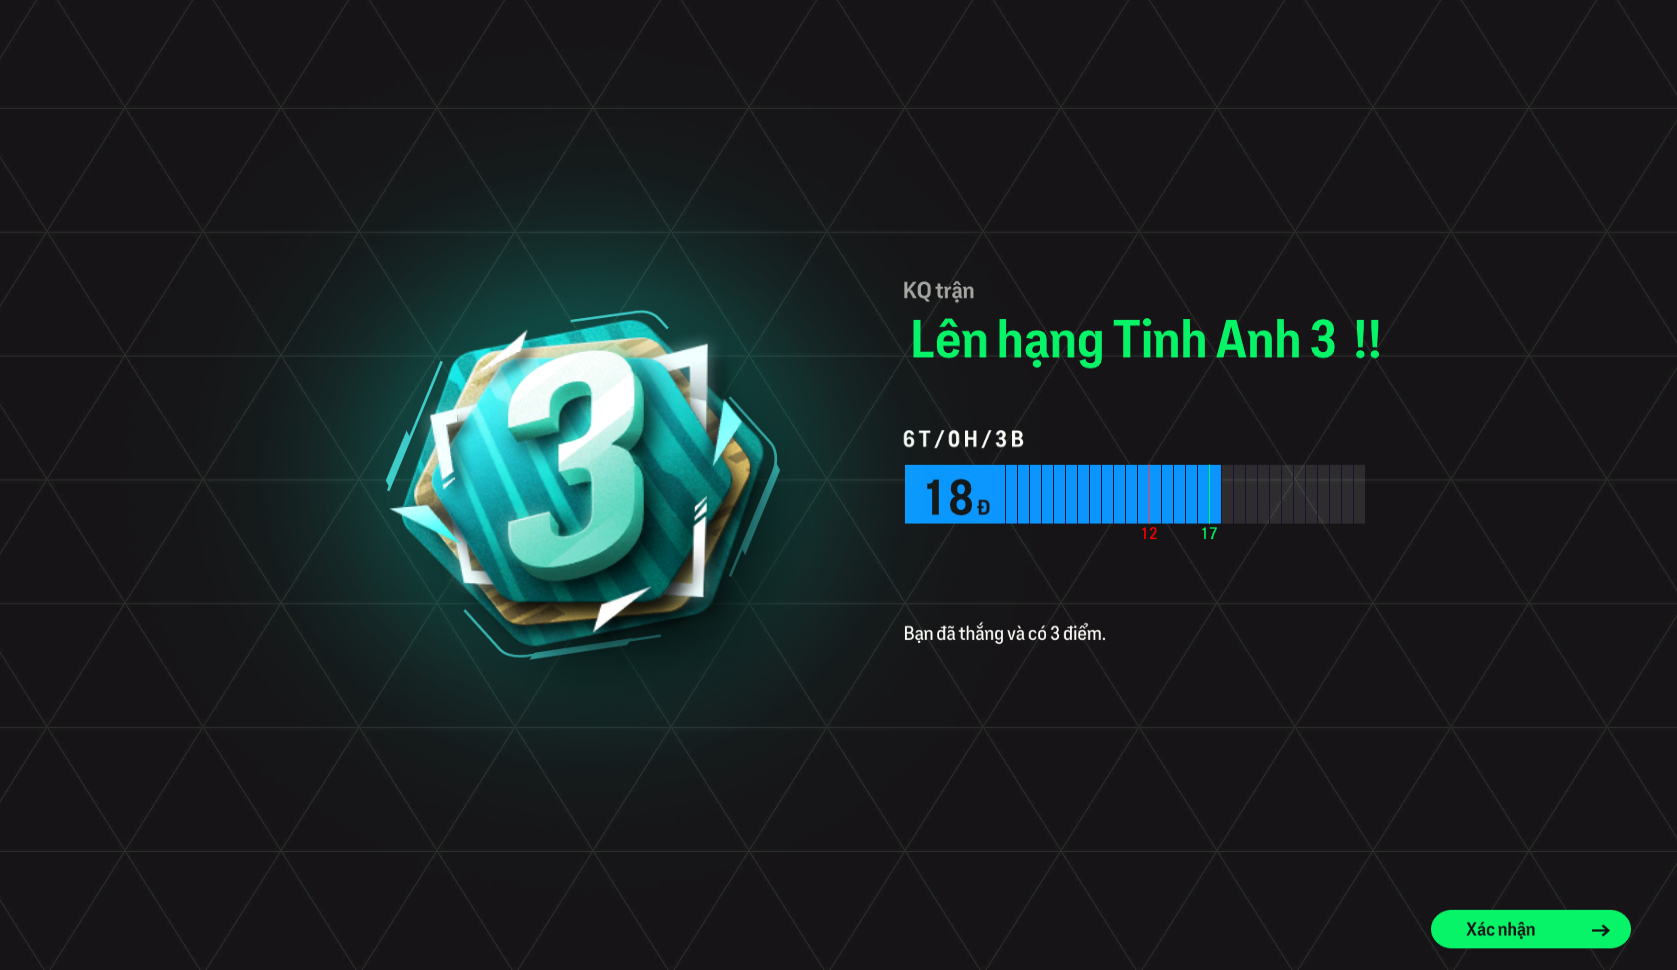 3
KQ trận
Lên hạng Tinh Anh 3 !!
6T/0H/3B
18Đ
12 17
Bạn đã thắng và có 3 điểm.
Xác nhận →